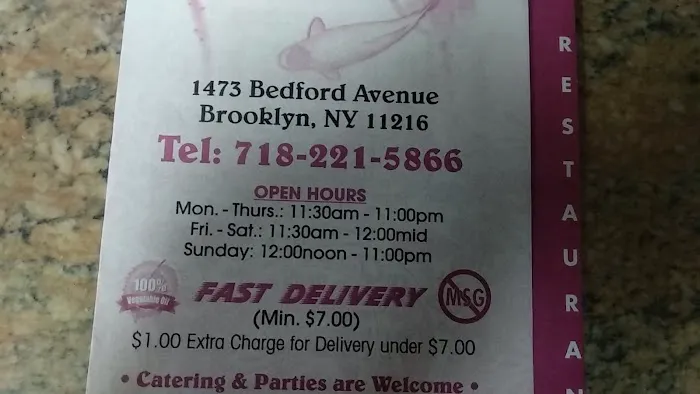 1473 Bedford Avenue
Brooklyn, NY 11216
Tel: 718-221-5866
OPEN HOURS
Mon. - Thurs.: 11:30am - 11:00pm
Fri. - Sat.: 11:30am - 12:00mid
Sunday: 12:00noon - 11:00pm
100%
Vegetable Oil
FAST DELIVERY
MSG
(Min. $7.00)
$1.00 Extra Charge for Delivery under $7.00
• Catering & Parties are Welcome •
RESTAURAN